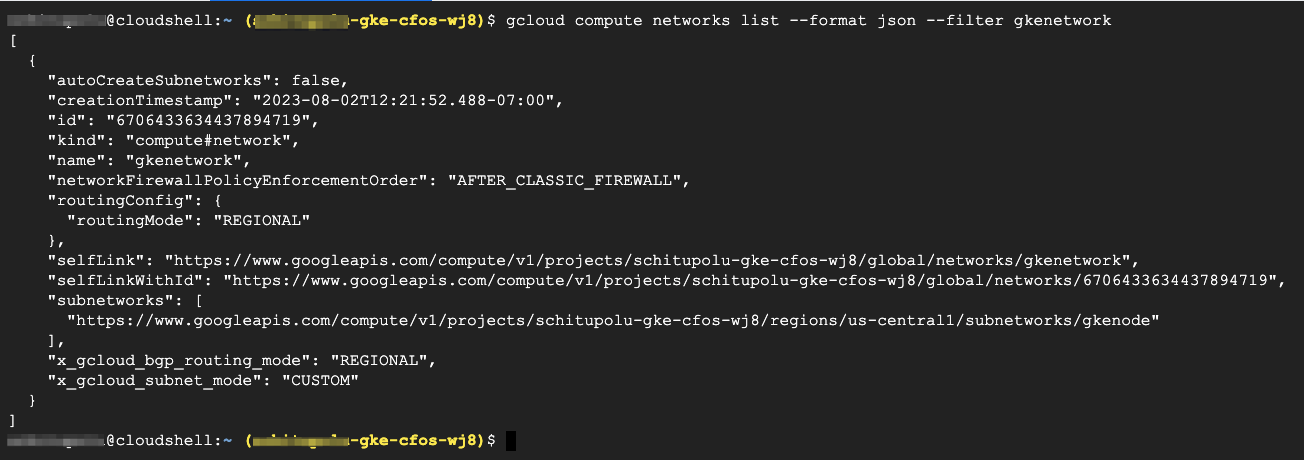 @cloudshell:~ ( -gke-cfos-wj8)$ gcloud compute networks list --format json --filter gkenetwork
[
  {
    "autoCreateSubnetworks": false,
    "creationTimestamp": "2023-08-02T12:21:52.488-07:00",
    "id": "6706433634437894719",
    "kind": "compute#network",
    "name": "gkenetwork",
    "networkFirewallPolicyEnforcementOrder": "AFTER_CLASSIC_FIREWALL",
    "routingConfig": {
      "routingMode": "REGIONAL"
    },
    "selfLink": "https://www.googleapis.com/compute/v1/projects/schitupolu-gke-cfos-wj8/global/networks/gkenetwork",
    "selfLinkWithId": "https://www.googleapis.com/compute/v1/projects/schitupolu-gke-cfos-wj8/global/networks/6706433634437894719",
    "subnetworks": [
      "https://www.googleapis.com/compute/v1/projects/schitupolu-gke-cfos-wj8/regions/us-central1/subnetworks/gkenode"
    ],
    "x_gcloud_bgp_routing_mode": "REGIONAL",
    "x_gcloud_subnet_mode": "CUSTOM"
  }
]
@cloudshell:~ ( -gke-cfos-wj8)$